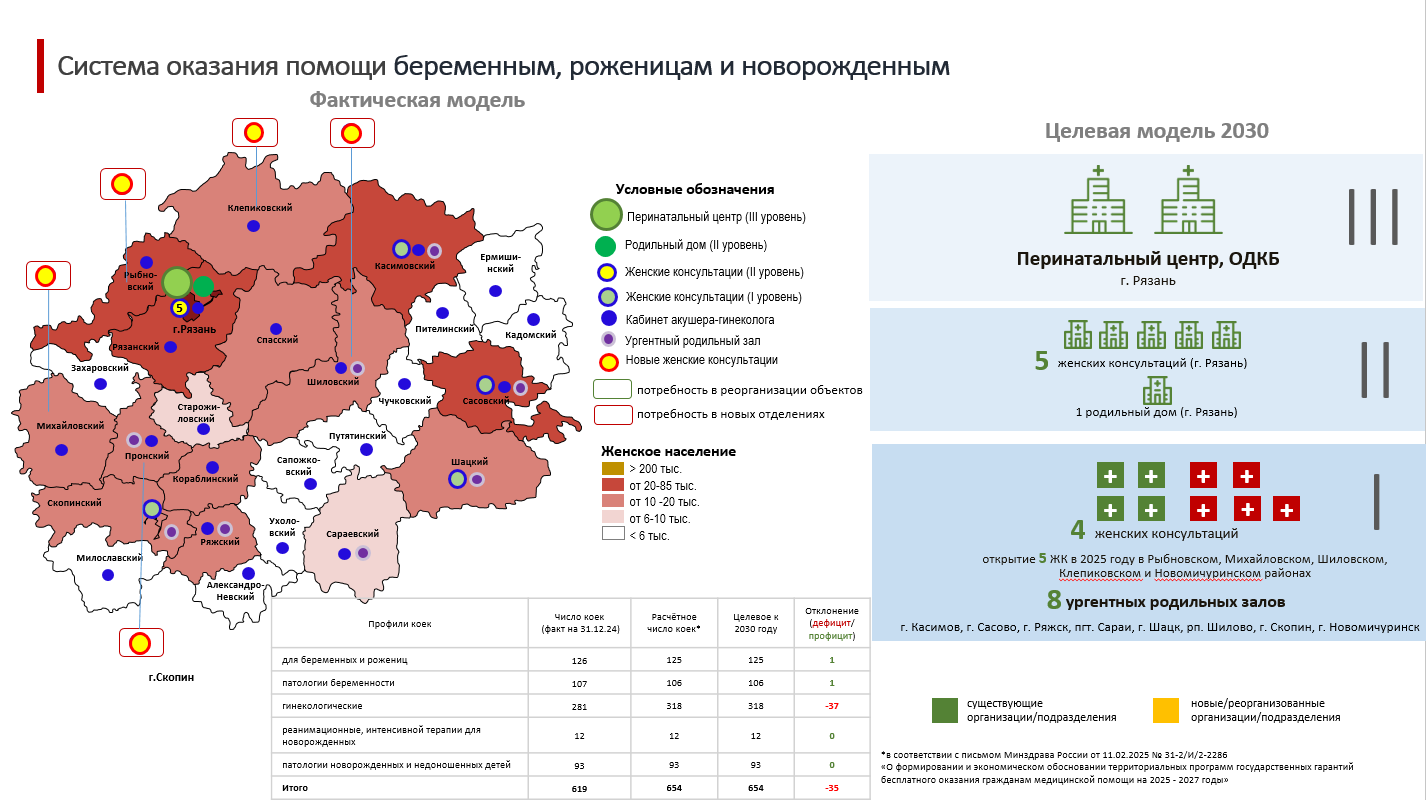 Система оказания помощи беременным, роженицам и новорожденным
Фактическая модель
Клепиковский
Касимовский
Ермиши-
нский
Рыбно-
вский
5
г.Рязань
Рязанский
Спасский
Пителинский
Кадомский
Захаровский
Шиловский
Чучковский
Сасовский
Старожи-
ловский
Михайловский
Пронский
Путятинский
Шацкий
Сапожко-
вский
Кораблинский
Скопинский
Ухоло-
вский
Ряжский
Сараевский
Милославский
Александро-
Невский
г.Скопин
Условные обозначения
Перинатальный центр (III уровень)
Родильный дом (II уровень)
Женские консультации (II уровень)
Женские консультации (I уровень)
Кабинет акушера-гинеколога
Ургентный родильный зал
Новые женские консультации
потребность в реорганизации объектов
потребность в новых отделениях
Женское население
> 200 тыс.
от 20-85 тыс.
от 10 -20 тыс.
от 6-10 тыс.
< 6 тыс.
Профили коек
Число коек
(факт на 31.12.24)
Расчётное
число коек*
Целевое к
2030 году
Отклонение
(дефицит/
профицит)
для беременных и рожениц 126 125 125 1
патологии беременности 107 106 106 1
гинекологические 281 318 318 -37
реанимационные, интенсивной терапии для
новорожденных 12 12 12 0
патологии новорожденных и недоношенных детей 93 93 93 0
Итого 619 654 654 -35
Целевая модель 2030
Перинатальный центр, ОДКБ
г. Рязань
5 женских консультаций (г. Рязань)
1 родильный дом (г. Рязань)
4 женских консультаций
открытие 5 ЖК в 2025 году в Рыбновском, Михайловском, Шиловском,
Клепиковском и Новомичуринском районах
8 ургентных родильных залов
г. Касимов, г. Сасово, г. Ряжск, пгт. Сараи, г. Шацк, рп. Шилово, г. Скопин, г. Новомичуринск
существующие
организации/подразделения
новые/реорганизованные
организации/подразделения
*в соответствии с письмом Минздрава России от 11.02.2025 № 31-2/И/2-2286
«О формировании и экономическом обосновании территориальных программ государственных гарантий
бесплатного оказания гражданам медицинской помощи на 2025 - 2027 годы»